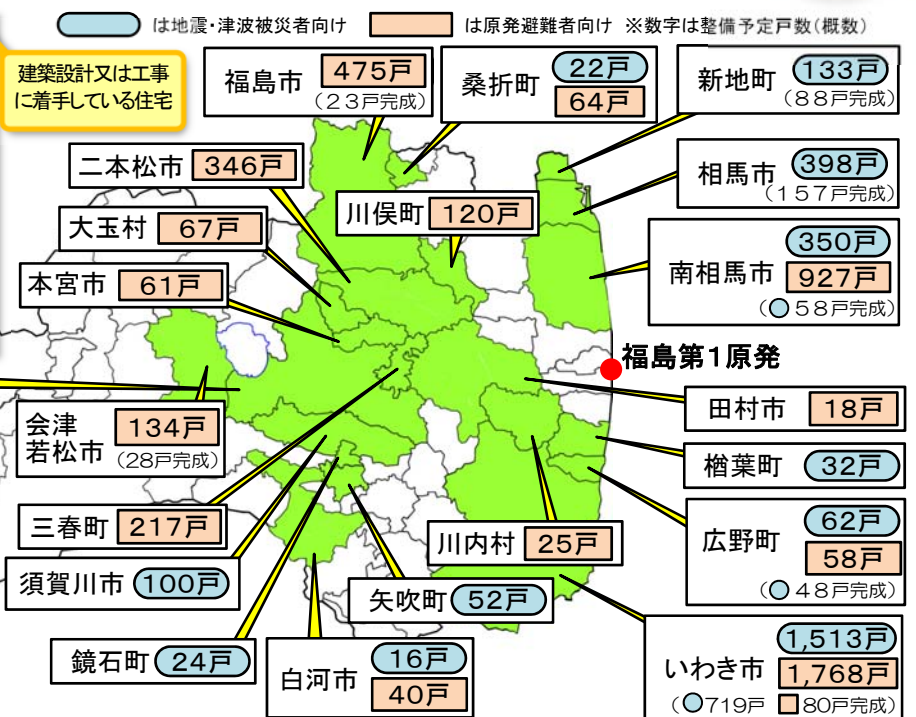 は地震・津波被災者向け は原発避難者向け ※数字は整備予定戸数(概数)
建築設計又は工事
に着手している住宅
福島市 475戸
(23戸完成)
桑折町 22戸
64戸
新地町 133戸
(88戸完成)
二本松市 346戸
相馬市 398戸
(157戸完成)
大玉村 67戸
川俣町 120戸
南相馬市 350戸
927戸
(58戸完成)
本宮市 61戸
福島第1原発
会津
若松市 134戸
(28戸完成)
田村市 18戸
楢葉町 32戸
三春町 217戸
川内村 25戸
広野町 62戸
58戸
(48戸完成)
須賀川市 100戸
矢吹町 52戸
鏡石町 24戸
白河市 16戸
40戸
いわき市 1,513戸
1,768戸
(719戸 80戸完成)